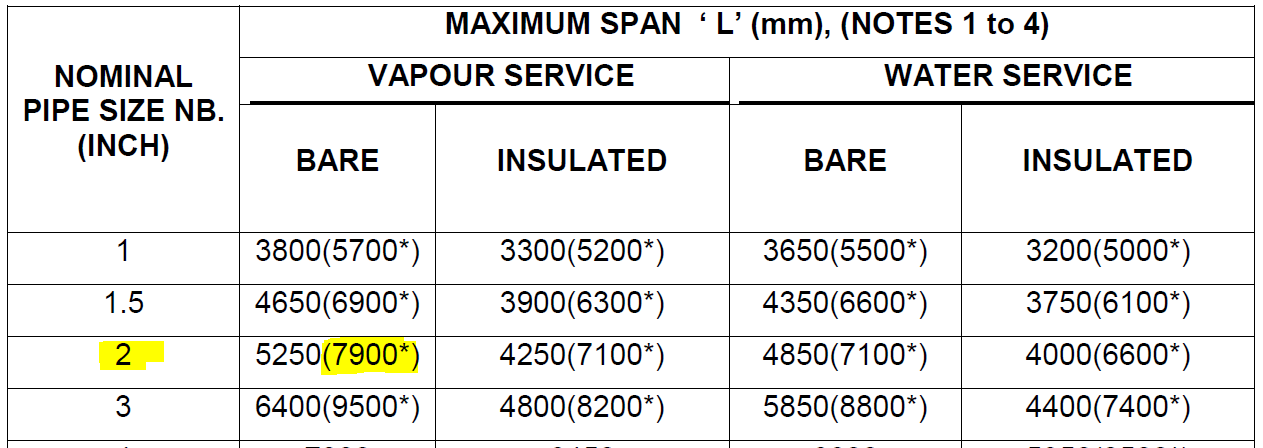 MAXIMUM SPAN ‘ L’ (mm), (NOTES 1 to 4)
NOMINAL
PIPE SIZE NB.
(INCH)
VAPOUR SERVICE WATER SERVICE
BARE INSULATED BARE INSULATED
1 3800(5700*) 3300(5200*) 3650(5500*) 3200(5000*)
1.5 4650(6900*) 3900(6300*) 4350(6600*) 3750(6100*)
2 5250(7900*) 4250(7100*) 4850(7100*) 4000(6600*)
3 6400(9500*) 4800(8200*) 5850(8800*) 4400(7400*)